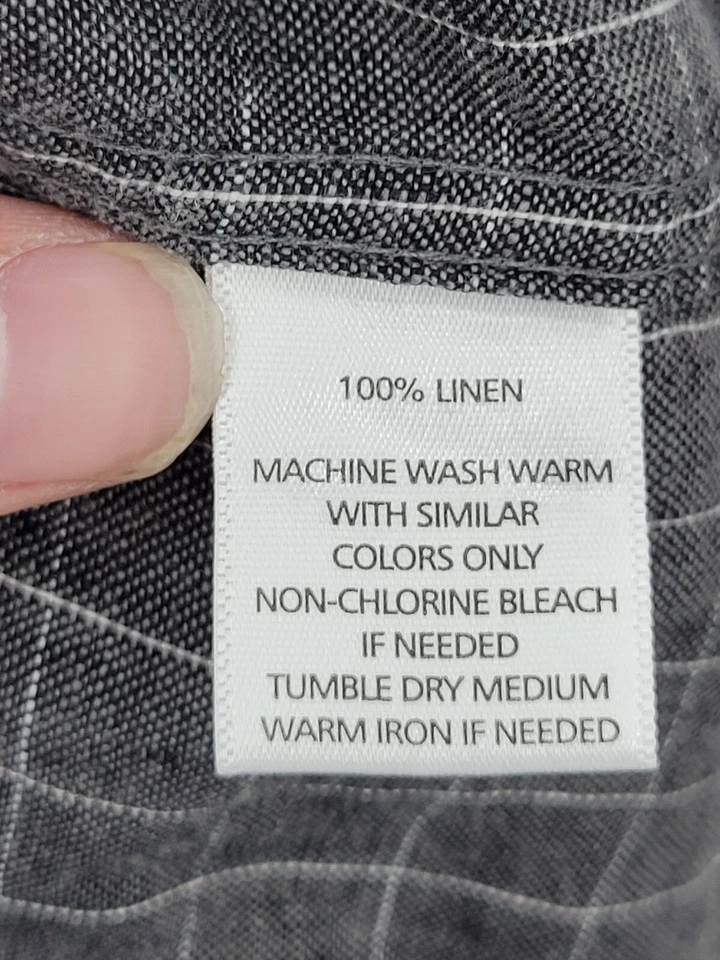 100% LINEN
MACHINE WASH WARM
WITH SIMILAR
COLORS ONLY
NON-CHLORINE BLEACH
IF NEEDED
TUMBLE DRY MEDIUM
WARM IRON IF NEEDED